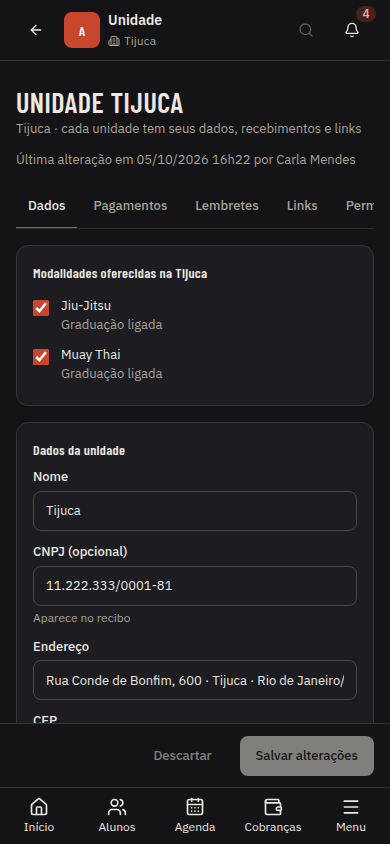 A
Unidade
Tijuca
4
UNIDADE TIJUCA
Tijuca · cada unidade tem seus dados, recebimentos e links
Última alteração em 05/10/2026 16h22 por Carla Mendes
Dados Pagamentos Lembretes Links Perm
Modalidades oferecidas na Tijuca
Jiu-Jitsu
Graduação ligada
Muay Thai
Graduação ligada
Dados da unidade
Nome
Tijuca
CNPJ (opcional)
11.222.333/0001-81
Aparece no recibo
Endereço
Rua Conde de Bonfim, 600 · Tijuca · Rio de Janeiro/
CEP
Descartar Salvar alterações
Início Alunos Agenda Cobranças Menu